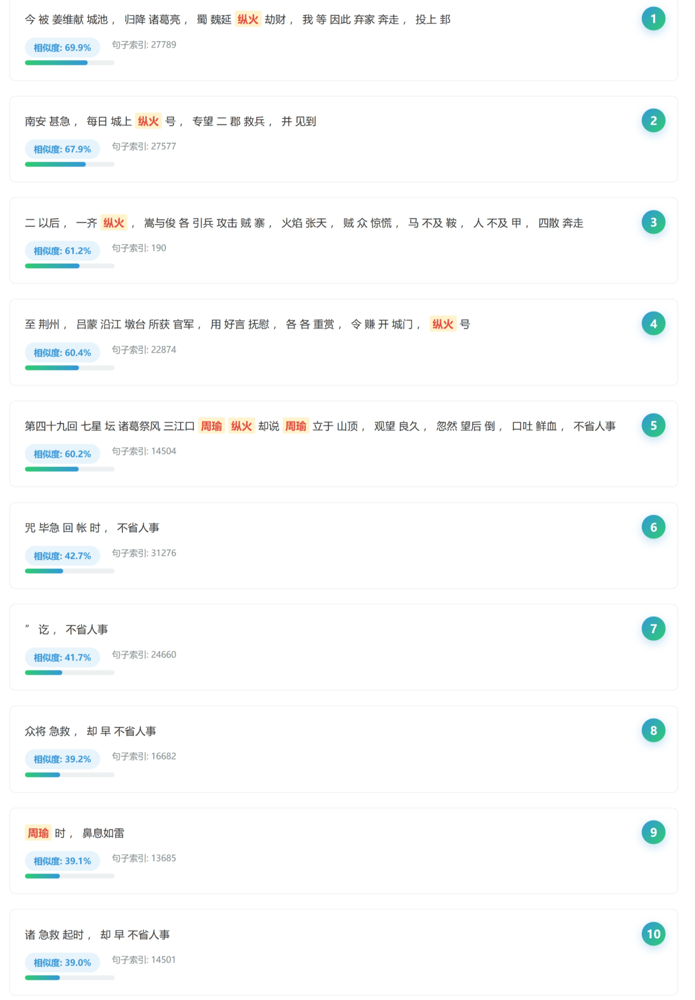 今 被 姜维献 城池 ， 归降 诸葛亮 ， 蜀 魏延 纵火 劫财 ， 我 等 因此 弃家 奔走 ， 投上 邽
1
相似度: 69.9%
句子索引: 27789
南安 甚急 ， 每日 城上 纵火 号 ， 专望 二 郡 救兵 ， 并 见到
2
相似度: 67.9%
句子索引: 27577
二 以后 ， 一齐 纵火 ， 嵩与俊 各 引兵 攻击 贼 寨 ， 火焰 张天 ， 贼 众 惊慌 ， 马 不及 鞍 ， 人 不及 甲 ， 四散 奔走
3
相似度: 61.2%
句子索引: 190
至 荆州 ， 吕蒙 沿江 墩台 所获 官军 ， 用 好言 抚慰 ， 各 各 重赏 ， 令 赚 开 城门 ， 纵火 号
4
相似度: 60.4%
句子索引: 22874
第四十九回 七星 坛 诸葛祭风 三江口 周瑜 纵火 却说 周瑜 立于 山顶 ， 观望 良久 ， 忽然 望后 倒 ， 口吐 鲜血 ， 不省人事
5
相似度: 60.2%
句子索引: 14504
咒 毕急 回 帐 时 ， 不省人事
6
相似度: 42.7%
句子索引: 31276
” 讫 ， 不省人事
7
相似度: 41.7%
句子索引: 24660
众将 急救 ， 却 早 不省人事
8
相似度: 39.2%
句子索引: 16682
周瑜 时 ， 鼻息如雷
9
相似度: 39.1%
句子索引: 13685
诸 急救 起时 ， 却 早 不省人事
10
相似度: 39.0%
句子索引: 14501